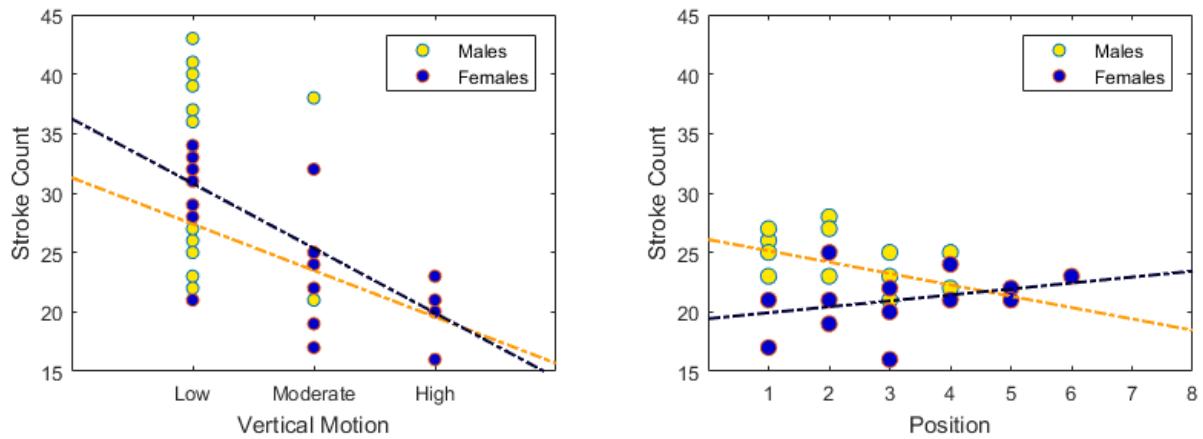 45
40
35
30
25
20
15
Stroke Count
Males
Females
Low
Moderate
High
Vertical Motion
45
40
35
30
25
20
15
Stroke Count
Males
Females
1
2
3
4
5
6
7
8
Position